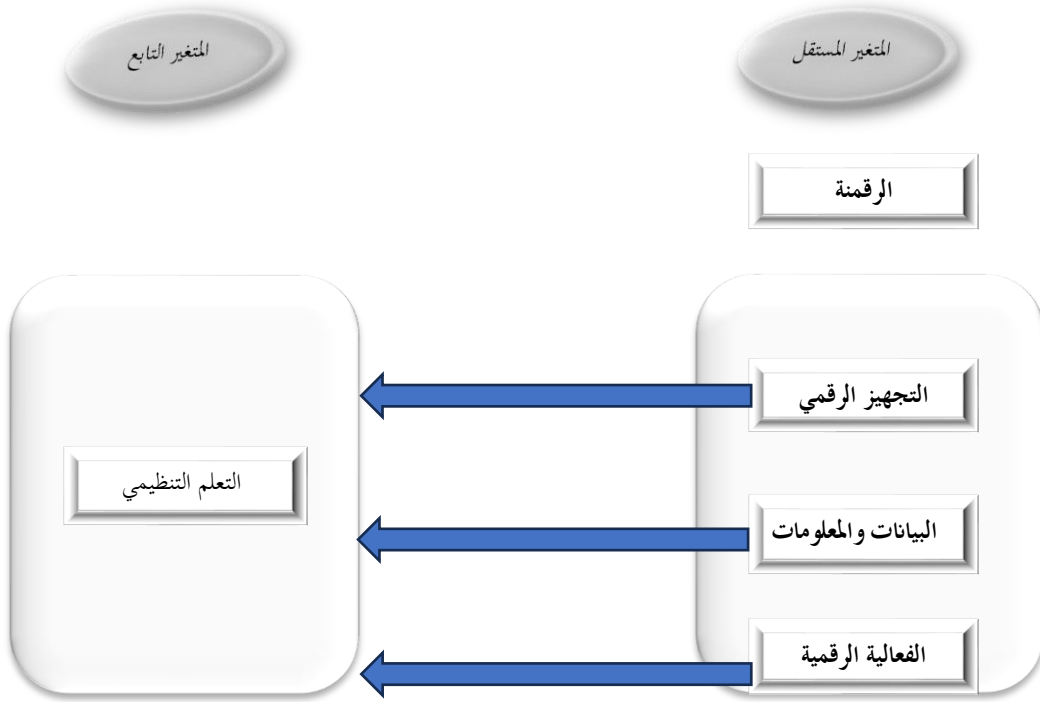 المتغير المستقل
المتغير التابع
الرقمنة
التجهيز الرقمي
التعلم التنظيمي
البيانات والمعلومات
الفعالية الرقمية